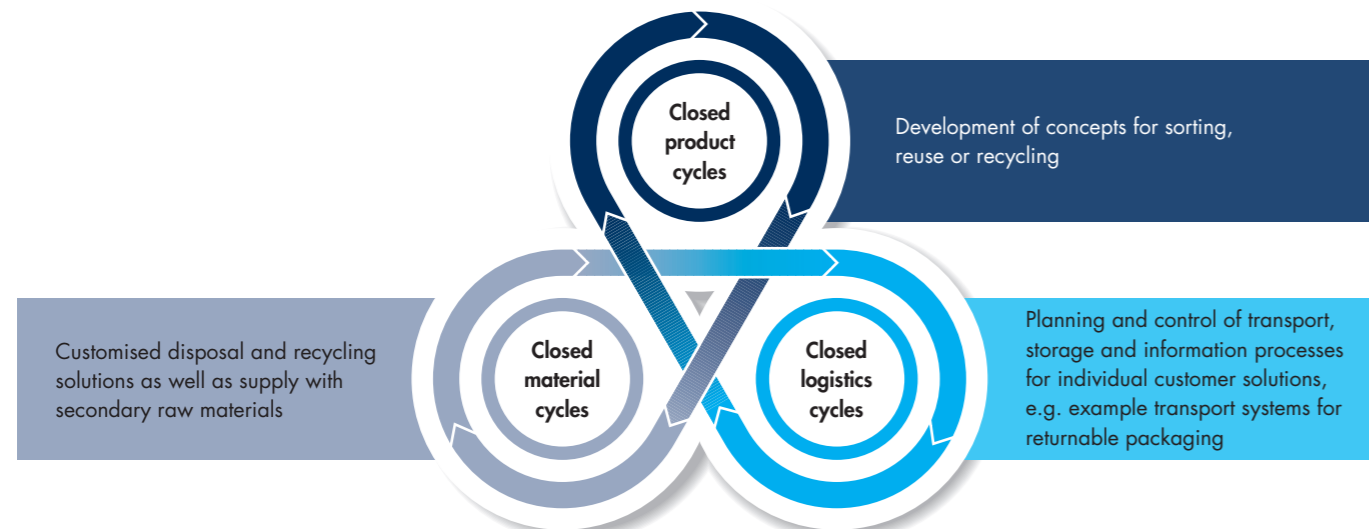 Closed
product
cycles
Development of concepts for sorting,
reuse or recycling
Customised disposal and recycling
solutions as well as supply with
secondary raw materials
Closed
material
cycles
Closed
logistics
cycles
Planning and control of transport,
storage and information processes
for individual customer solutions,
e.g. example transport systems for
returnable packaging